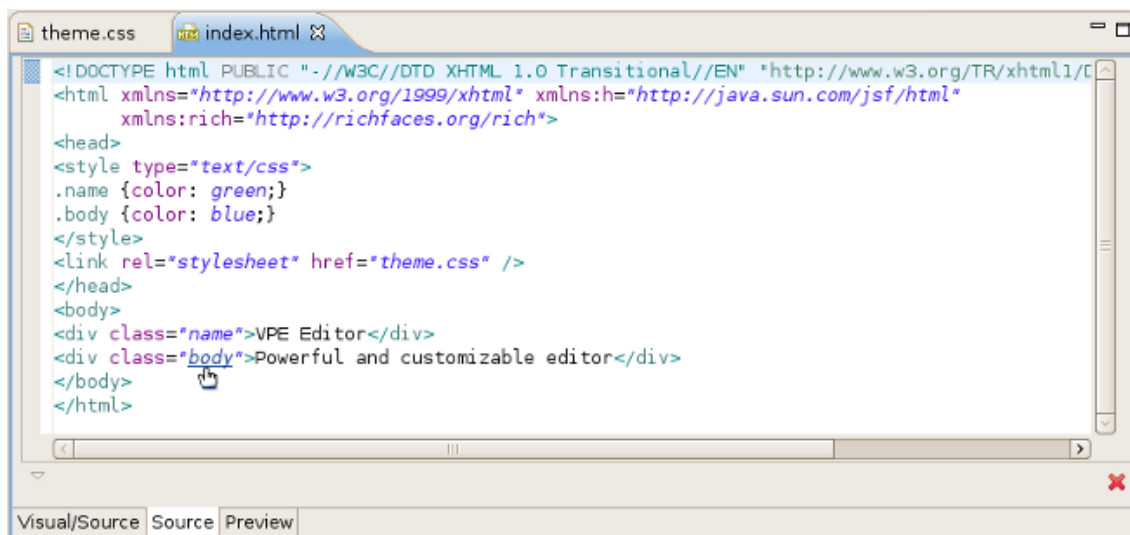 theme.css index.html
<!DOCTYPE html PUBLIC "-//W3C//DTD XHTML 1.0 Transitional//EN" "http://www.w3.org/TR/xhtml1/D
<html xmlns="http://www.w3.org/1999/xhtml" xmlns:h="http://java.sun.com/jsf/html"
xmlns:rich="http://richfaces.org/rich">
<head>
<style type="text/css">
.name {color: green;}
.body {color: blue;}
</style>
<link rel="stylesheet" href="theme.css" />
</head>
<body>
<div class="name">VPE Editor</div>
<div class="body">Powerful and customizable editor</div>
</body>
</html>
Visual/Source Source Preview